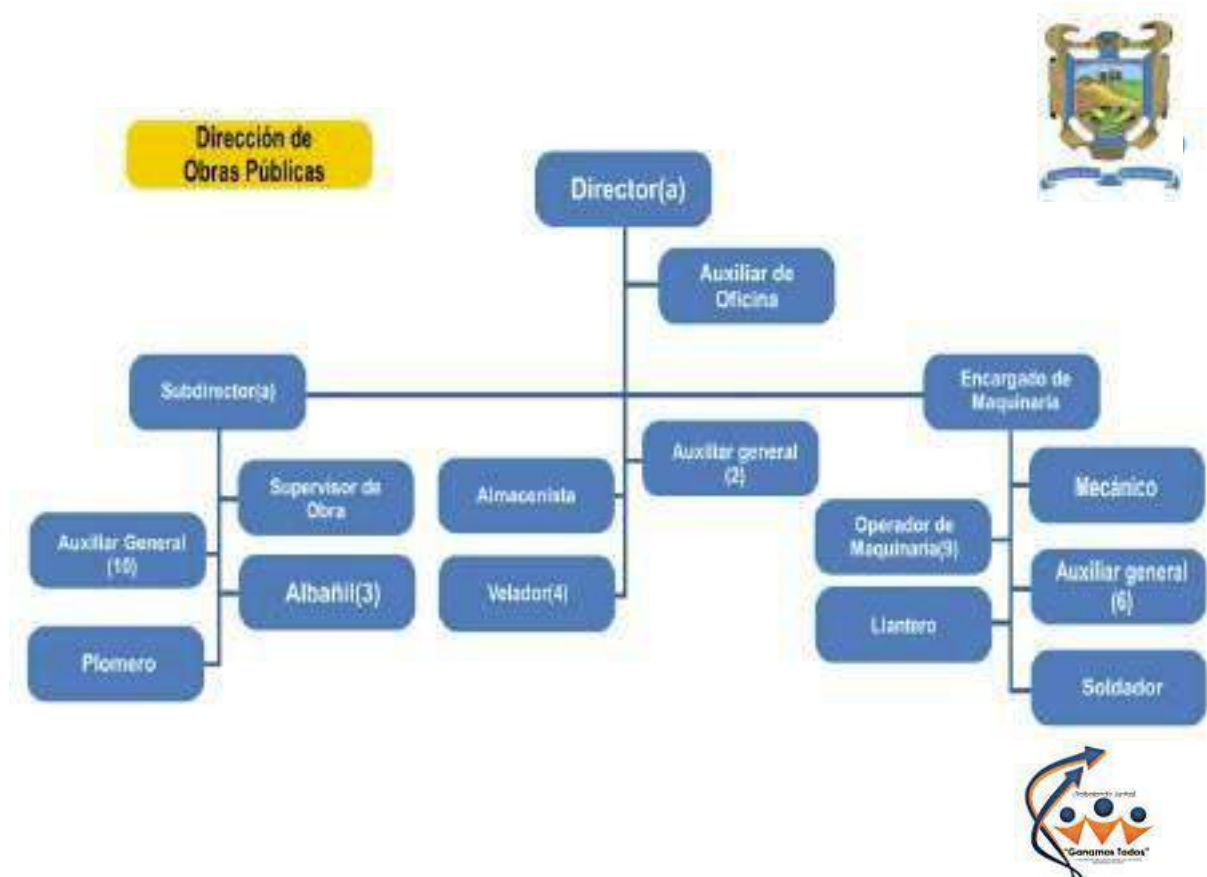 Dirección de
Obras Públicas
Director(a)
Auxiliar de
Oficina
Subdirector(a)
Encargado de
Maquinaria
Auxiliar general
(2)
Almacenista
Velador(4)
Supervisor de
Obra
Auxiliar General
(10)
Albañil(3)
Plomero
Mecánico
Operador de
Maquinaria(9)
Auxiliar general
(6)
Llantero
Soldador
"Ganamos Todos"